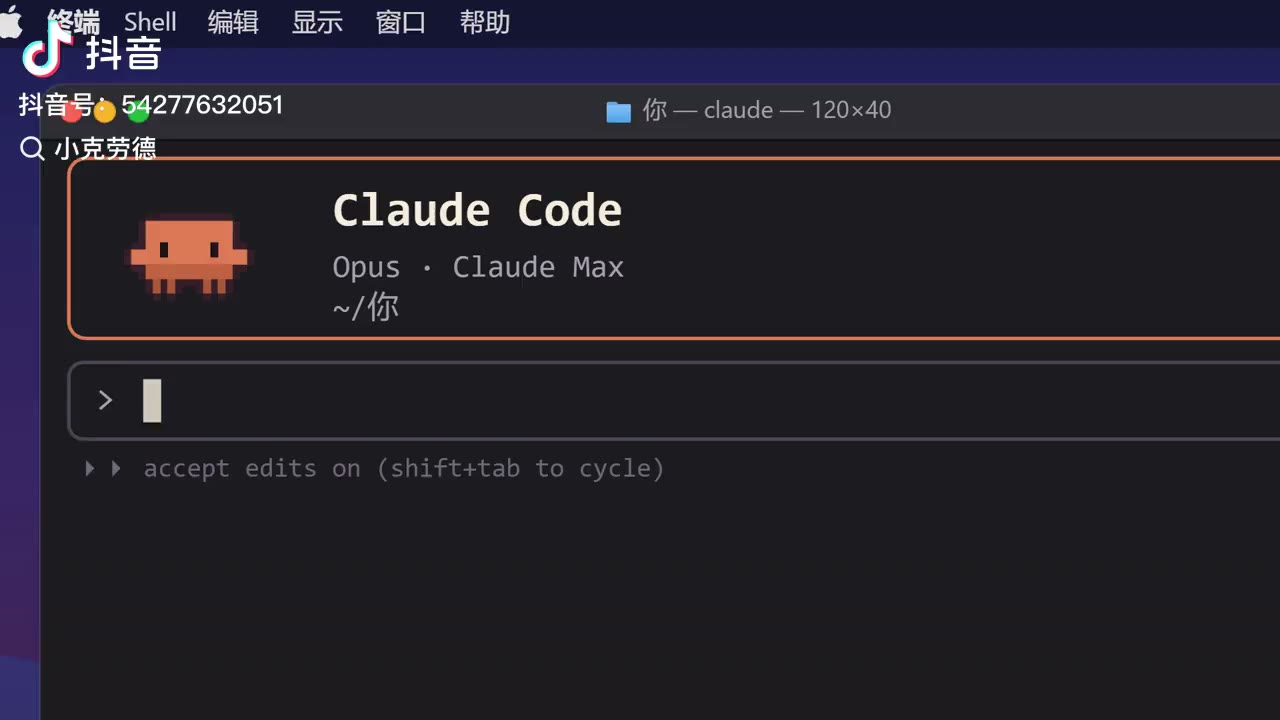 终端 Shell 编辑 显示 窗口 帮助
抖音
抖音号：54277632051
你 — claude — 120×40
小克劳德
Claude Code
Opus · Claude Max
~/你
>
accept edits on (shift+tab to cycle)